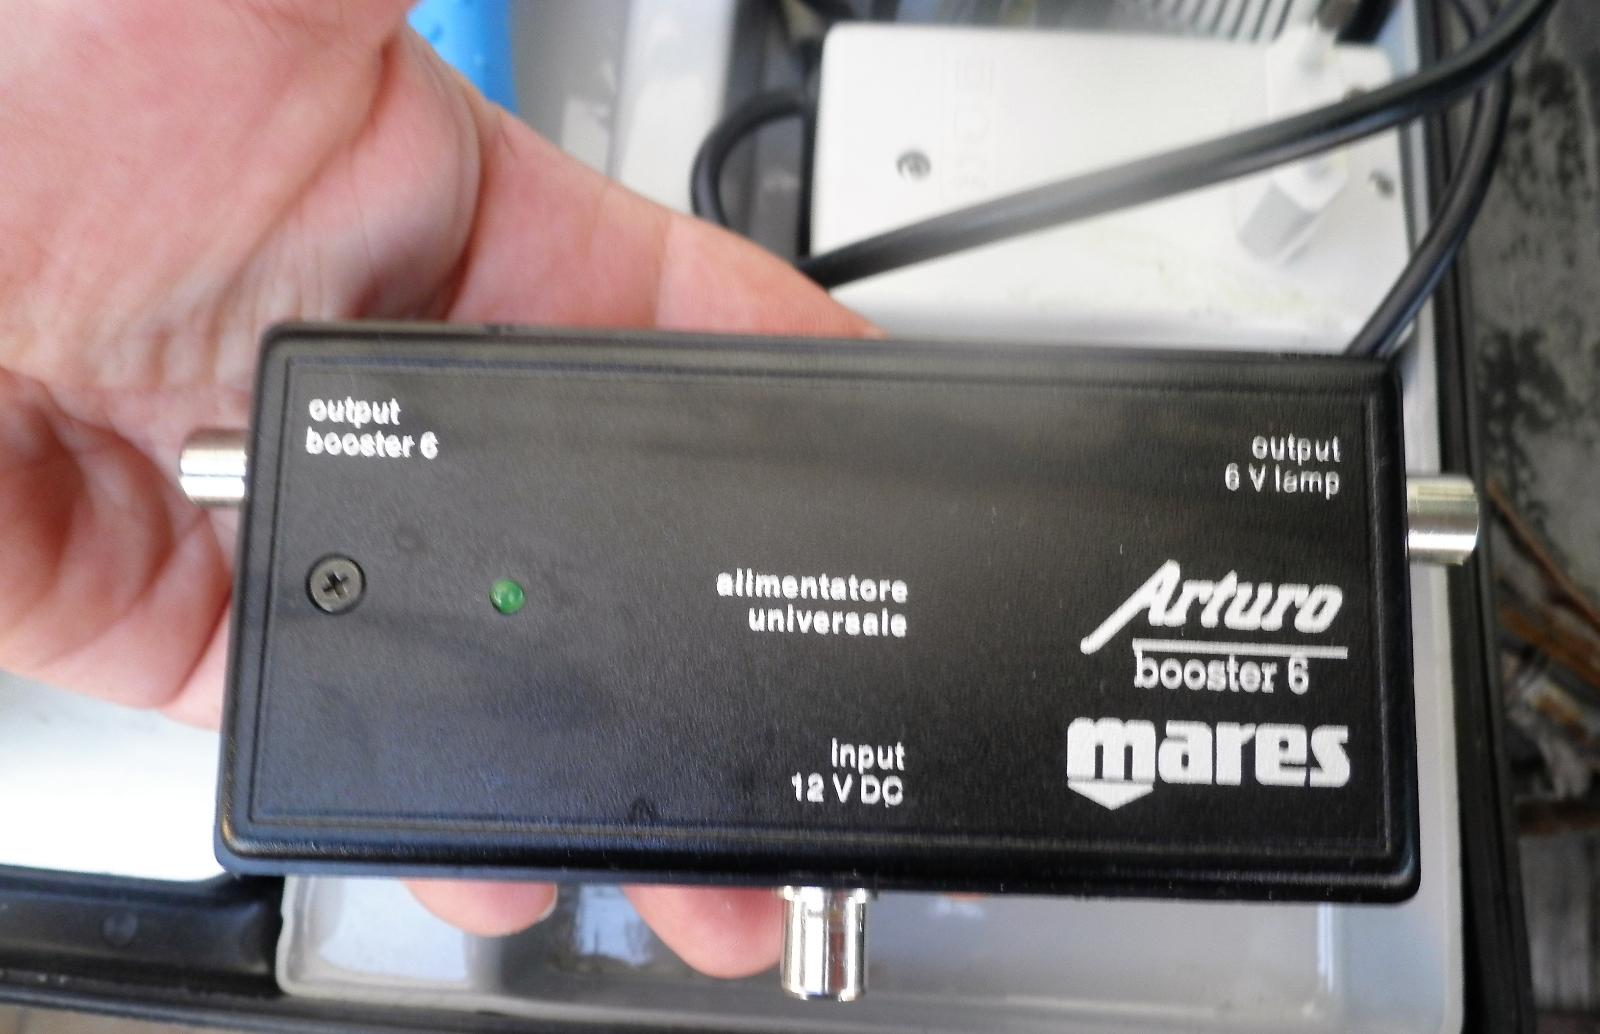 output
booster 6
output
6 V lamp
alimentatore
universale
Arturo
booster 6
input
12 V DC
mares